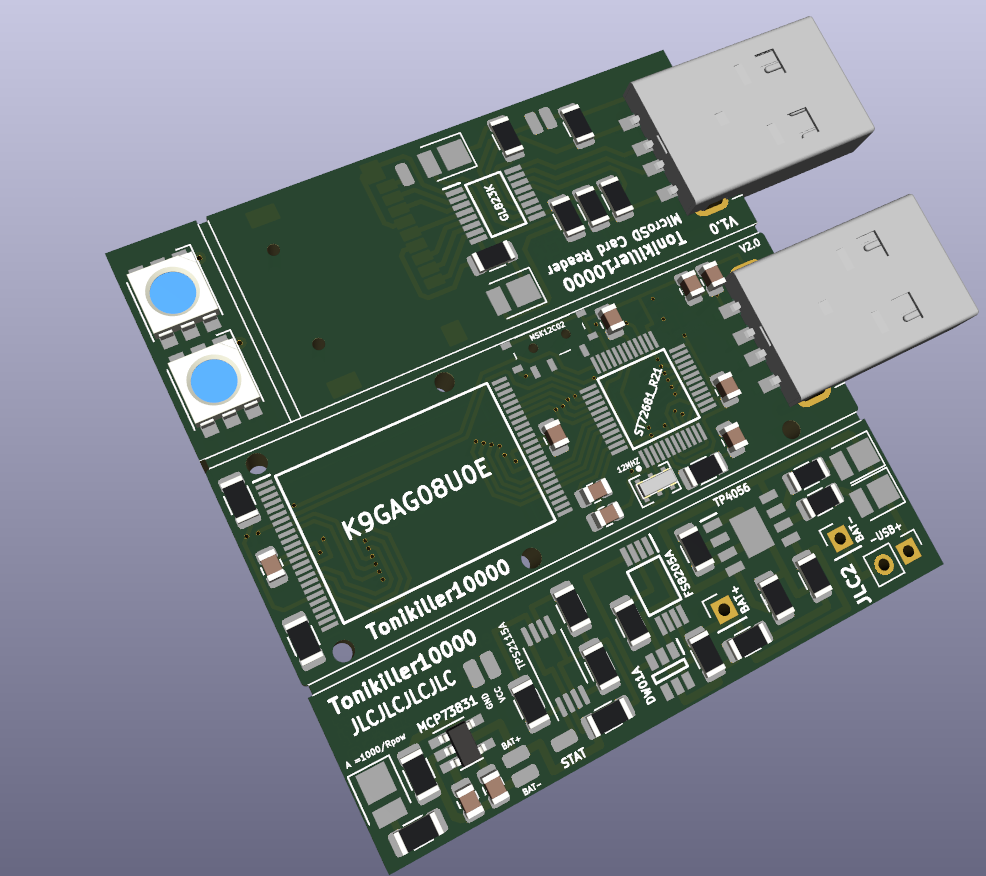 GL823K
V1.0
Tonikiller10000
MicroSD Card Reader
V2.0
MSK12C02
ST72681_R21
12MHZ
K9GAG08U0E
Tonikiller10000
TP4056
BAT-
-USB+
JLC2
FS8205A
BAT+
DW01A
TPS2115A
Tonikiller10000
JLCJLCJLCJLC
MCP73831
GND
VCC
A =1000/Rpow
BAT+
BAT-
STAT